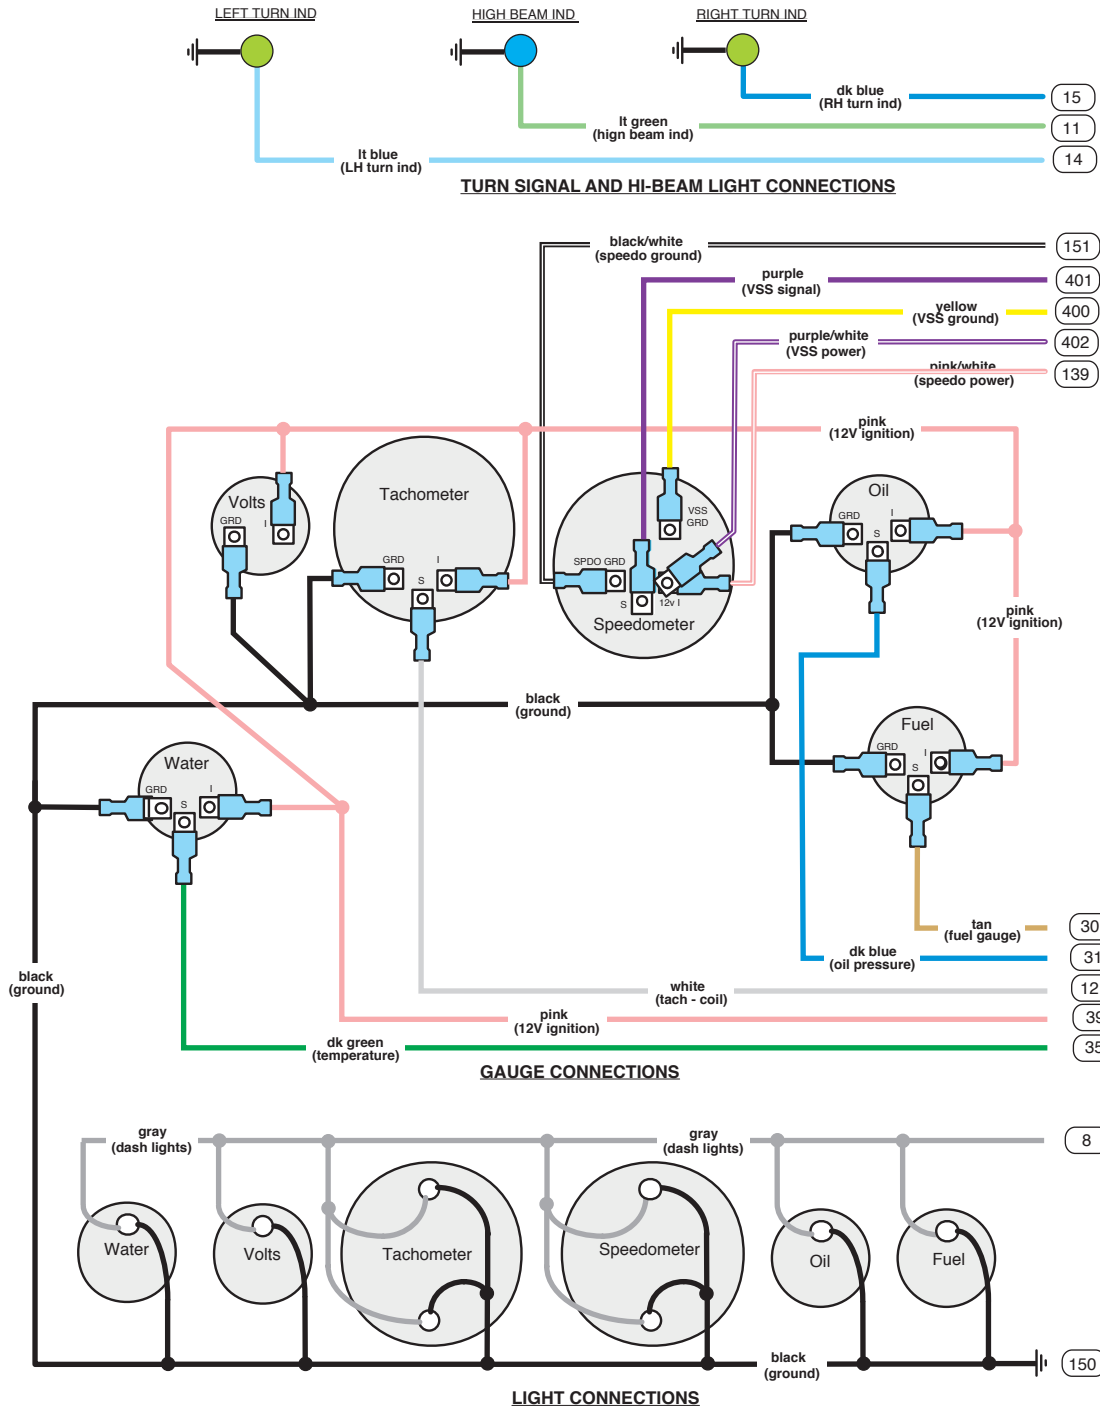 LEFT TURN IND
HIGH BEAM IND
RIGHT TURN IND
dk blue
(RH turn ind)
15
lt green
(hign beam ind)
11
lt blue
(LH turn ind)
14
TURN SIGNAL AND HI-BEAM LIGHT CONNECTIONS
black/white
(speedo ground)
151
purple
(VSS signal)
401
yellow
(VSS ground)
400
purple/white
(VSS power)
402
pink/white
(speedo power)
139
pink
(12V ignition)
Volts
GRD
I
Tachometer
GRD
S
I
VSS
GRD
SPDO GRD
S
12v I
Speedometer
Oil
GRD
S
I
pink
(12V ignition)
black
(ground)
Water
GRD
S
I
Fuel
GRD
S
I
tan
(fuel gauge)
30
dk blue
(oil pressure)
31
black
(ground)
white
(tach - coil)
12
pink
(12V ignition)
39
dk green
(temperature)
35
GAUGE CONNECTIONS
gray
(dash lights)
gray
(dash lights)
8
Water
Volts
Tachometer
Speedometer
Oil
Fuel
black
(ground)
150
LIGHT CONNECTIONS